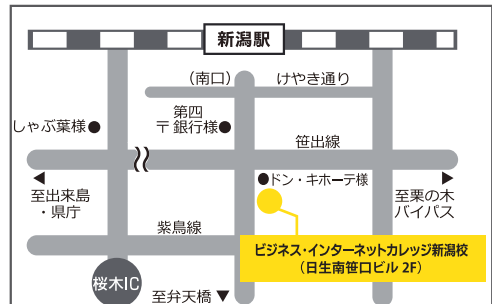 新潟駅
(南口)
けやき通り
第四
〒銀行様●
しゃぶ葉様●
笹出線
●ドン・キホーテ様
◀
至出来島
・県庁
▶
至栗の木
バイパス
紫鳥線
ビジネス・インターネットカレッジ新潟校
(日生南笹口ビル 2F)
桜木IC
至弁天橋▼